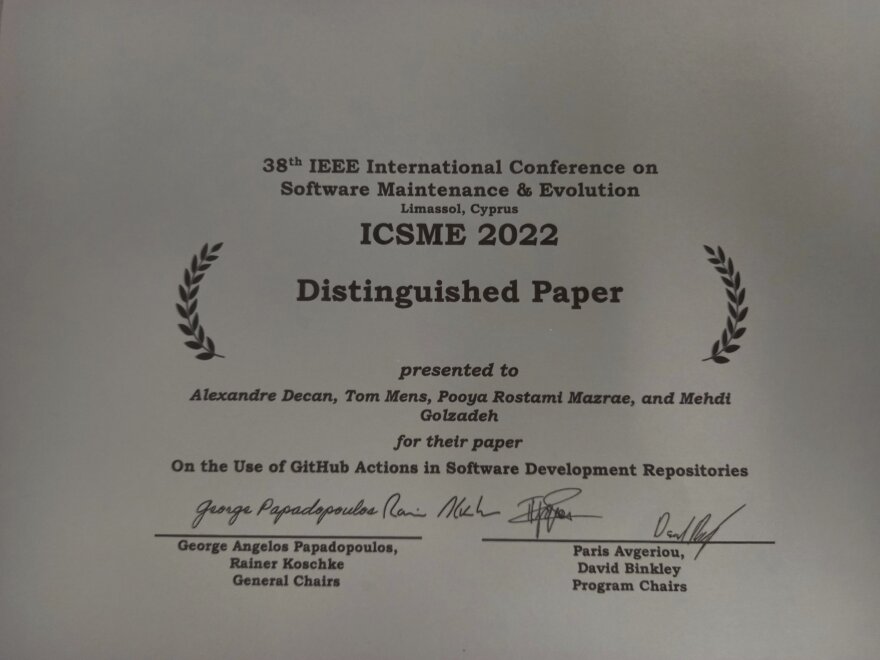 38th IEEE International Conference on
Software Maintenance & Evolution
Limassol, Cyprus
ICSME 2022
Distinguished Paper
presented to
Alexandre Decan, Tom Mens, Pooya Rostami Mazrae, and Mehdi
Golzadeh
for their paper
On the Use of GitHub Actions in Software Development Repositories
George Papadopoulos
George Angelos Papadopoulos,
Rainer Koschke
General Chairs
Paris Avgeriou,
David Binkley
Program Chairs